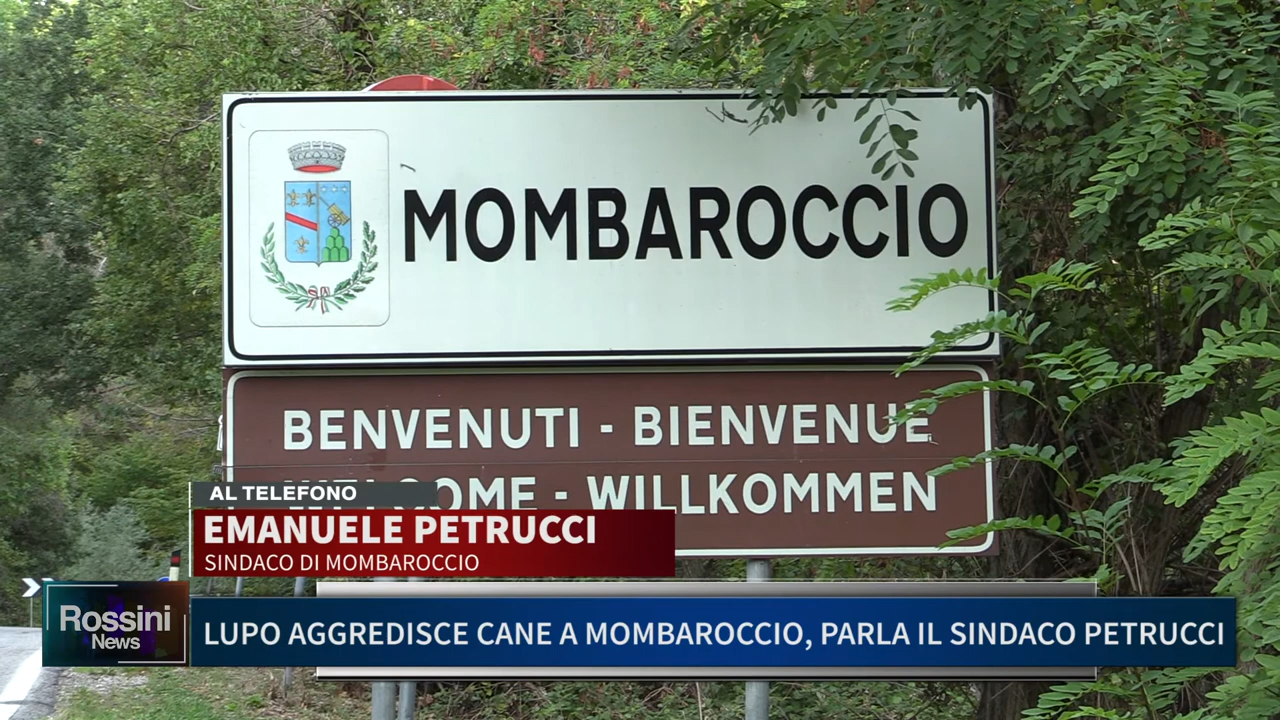 MOMBAROCCIO
BENVENUTI - BIENVENUE
WELCOME - WILLKOMMEN
AL TELEFONO
EMANUELE PETRUCCI
SINDACO DI MOMBAROCCIO
Rossini
News
LUPO AGGREDISCE CANE A MOMBAROCCIO, PARLA IL SINDACO PETRUCCI